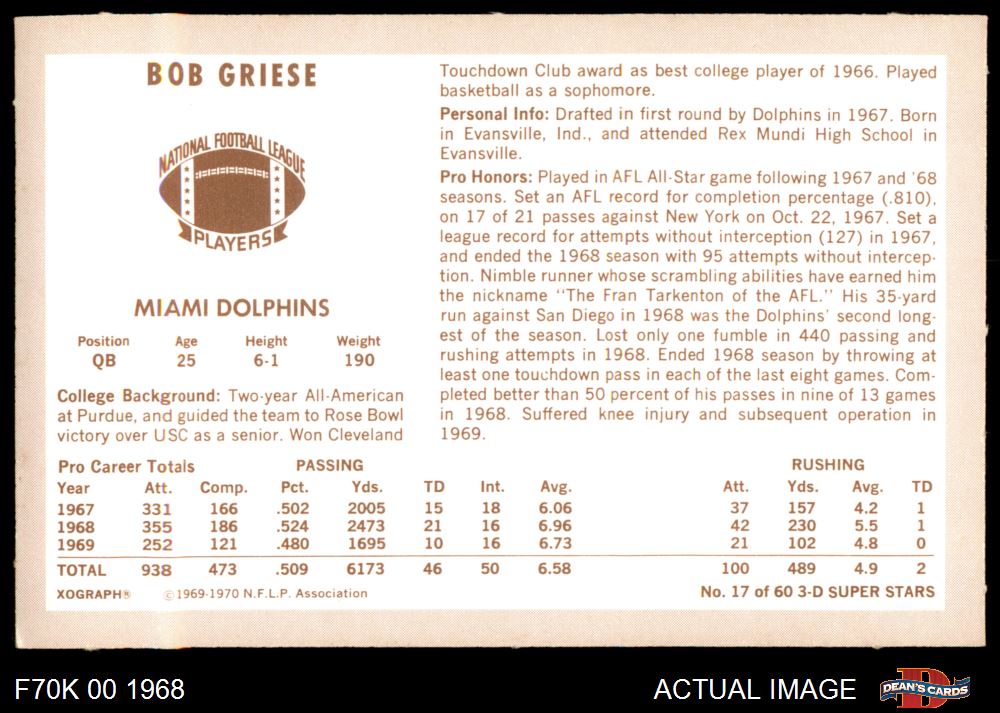 BOB GRIESE
NATIONAL FOOTBALL LEAGUE
PLAYERS
MIAMI DOLPHINS
Position Age Height Weight
QB 25 6-1 190
College Background: Two-year All-American
at Purdue, and guided the team to Rose Bowl
victory over USC as a senior. Won Cleveland
Touchdown Club award as best college player of 1966. Played
basketball as a sophomore.
Personal Info: Drafted in first round by Dolphins in 1967. Born
in Evansville, Ind., and attended Rex Mundi High School in
Evansville.
Pro Honors: Played in AFL All-Star game following 1967 and '68
seasons. Set an AFL record for completion percentage (.810),
on 17 of 21 passes against New York on Oct. 22, 1967. Set a
league record for attempts without interception (127) in 1967,
and ended the 1968 season with 95 attempts without intercep-
tion. Nimble runner whose scrambling abilities have earned him
the nickname "The Fran Tarkenton of the AFL." His 35-yard
run against San Diego in 1968 was the Dolphins' second long-
est of the season. Lost only one fumble in 440 passing and
rushing attempts in 1968. Ended 1968 season by throwing at
least one touchdown pass in each of the last eight games. Com-
pleted better than 50 percent of his passes in nine of 13 games
in 1968. Suffered knee injury and subsequent operation in
1969.
Pro Career Totals PASSING RUSHING
Year Att. Comp. Pct. Yds. TD Int. Avg. Att. Yds. Avg. TD
1967 331 166 .502 2005 15 18 6.06 37 157 4.2 1
1968 355 186 .524 2473 21 16 6.96 42 230 5.5 1
1969 252 121 .480 1695 10 16 6.73 21 102 4.8 0
TOTAL 938 473 .509 6173 46 50 6.58 100 489 4.9 2
XOGRAPH® © 1969-1970 N.F.L.P. Association No. 17 of 60 3-D SUPER STARS
F70K 00 1968 ACTUAL IMAGE D DEAN'S CARDS